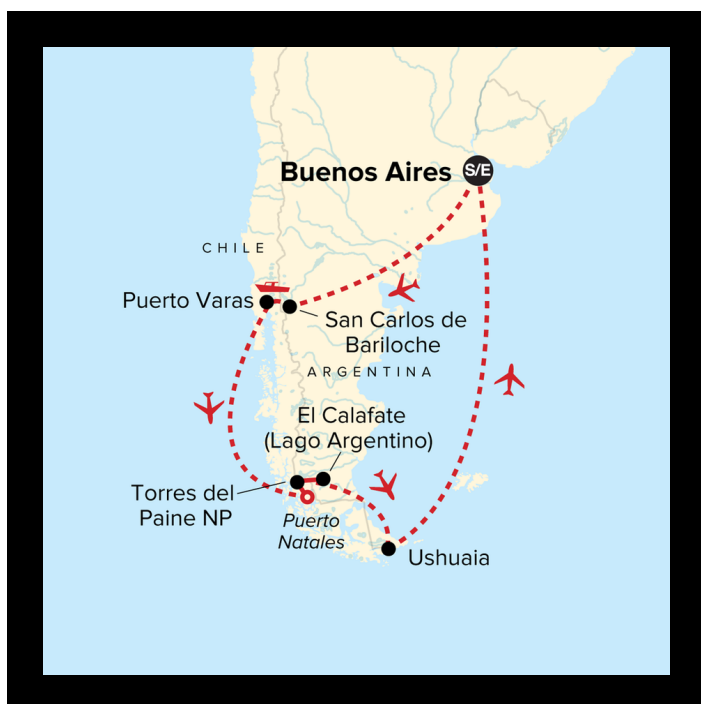 Buenos Aires
S/E
CHILE
Puerto Varas
San Carlos de
Bariloche
ARGENTINA
El Calafate
(Lago Argentino)
Torres del
Paine NP
Puerto
Natales
Ushuaia